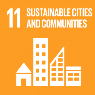 11 SUSTAINABLE CITIES
AND COMMUNITIES